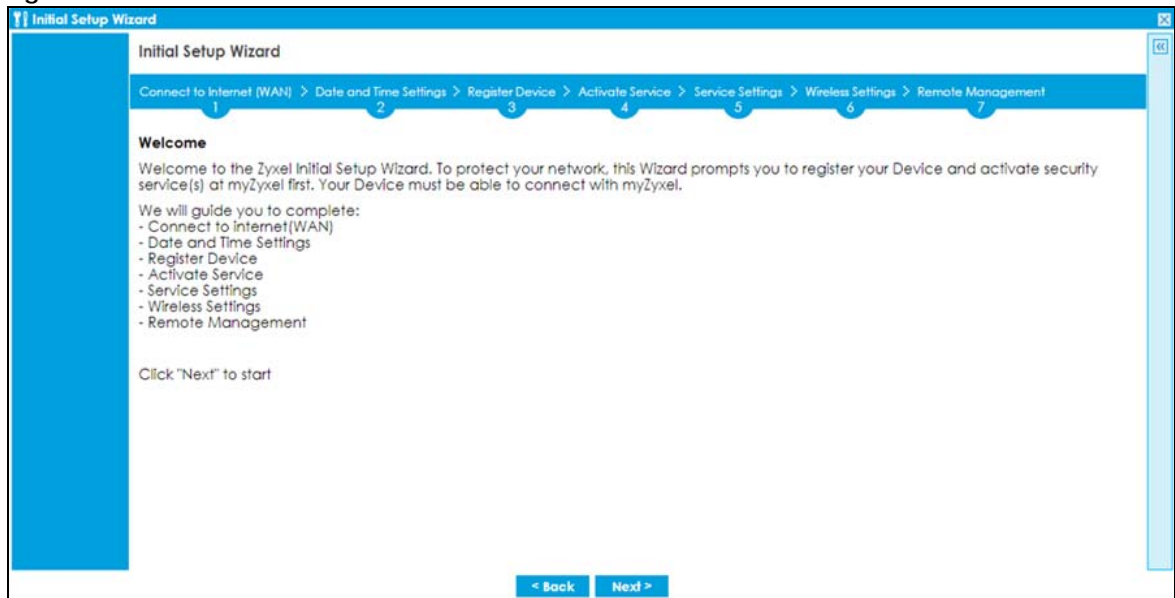 Initial Setup Wizard
Initial Setup Wizard
Connect to Internet (WAN) > Date and Time Settings > Register Device > Activate Service > Service Settings > Wireless Settings > Remote Management
1 2 3 4 5 6 7
Welcome
Welcome to the Zyxel Initial Setup Wizard. To protect your network, this Wizard prompts you to register your Device and activate security
service(s) at myZyxel first. Your Device must be able to connect with myZyxel.
We will guide you to complete:
- Connect to internet(WAN)
- Date and Time Settings
- Register Device
- Activate Service
- Service Settings
- Wireless Settings
- Remote Management
Click "Next" to start
< Back Next >